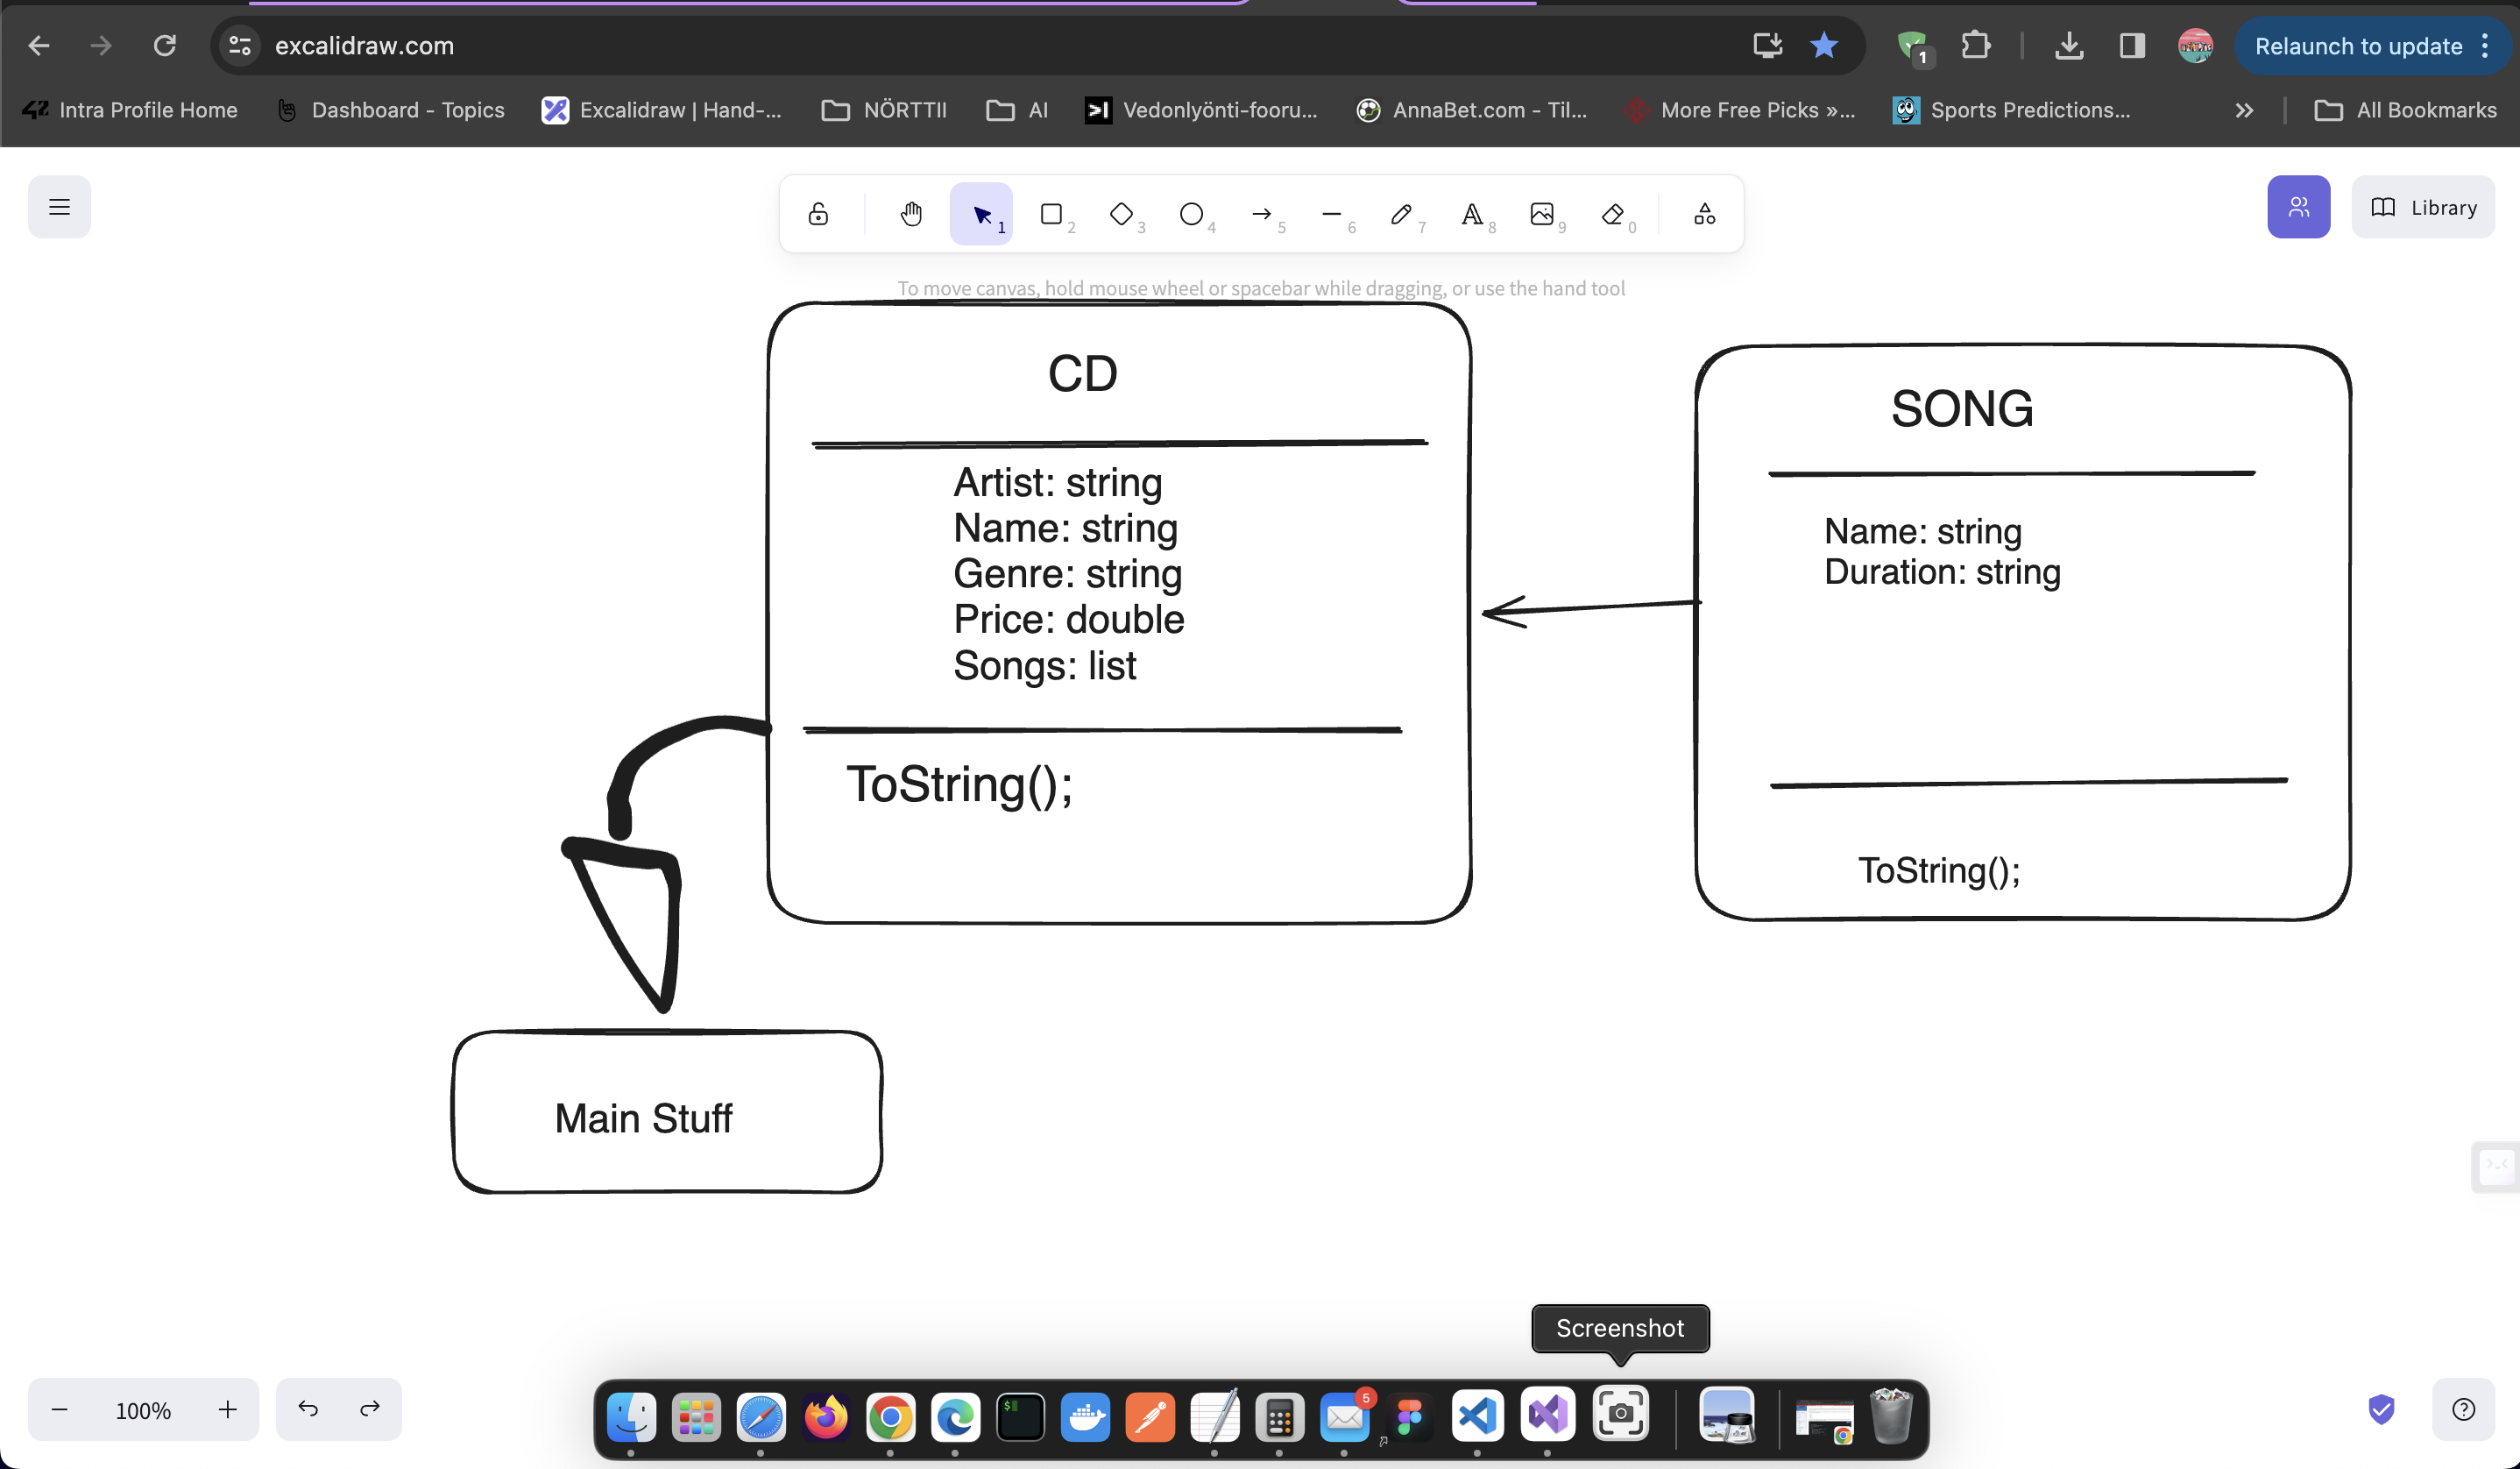 excalidraw.com
1
Relaunch to update
42 Intra Profile Home
Dashboard - Topics
Excalidraw | Hand-...
NÖRTTII
AI
Vedonlyönti-fooru...
AnnaBet.com - Til...
More Free Picks »...
Sports Predictions...
All Bookmarks
1
2
3
4
5
6
7
8
9
0
Library
To move canvas, hold mouse wheel or spacebar while dragging, or use the hand tool
CD
Artist: string
Name: string
Genre: string
Price: double
Songs: list
ToString();
SONG
Name: string
Duration: string
ToString();
Main Stuff
Screenshot
100%
5